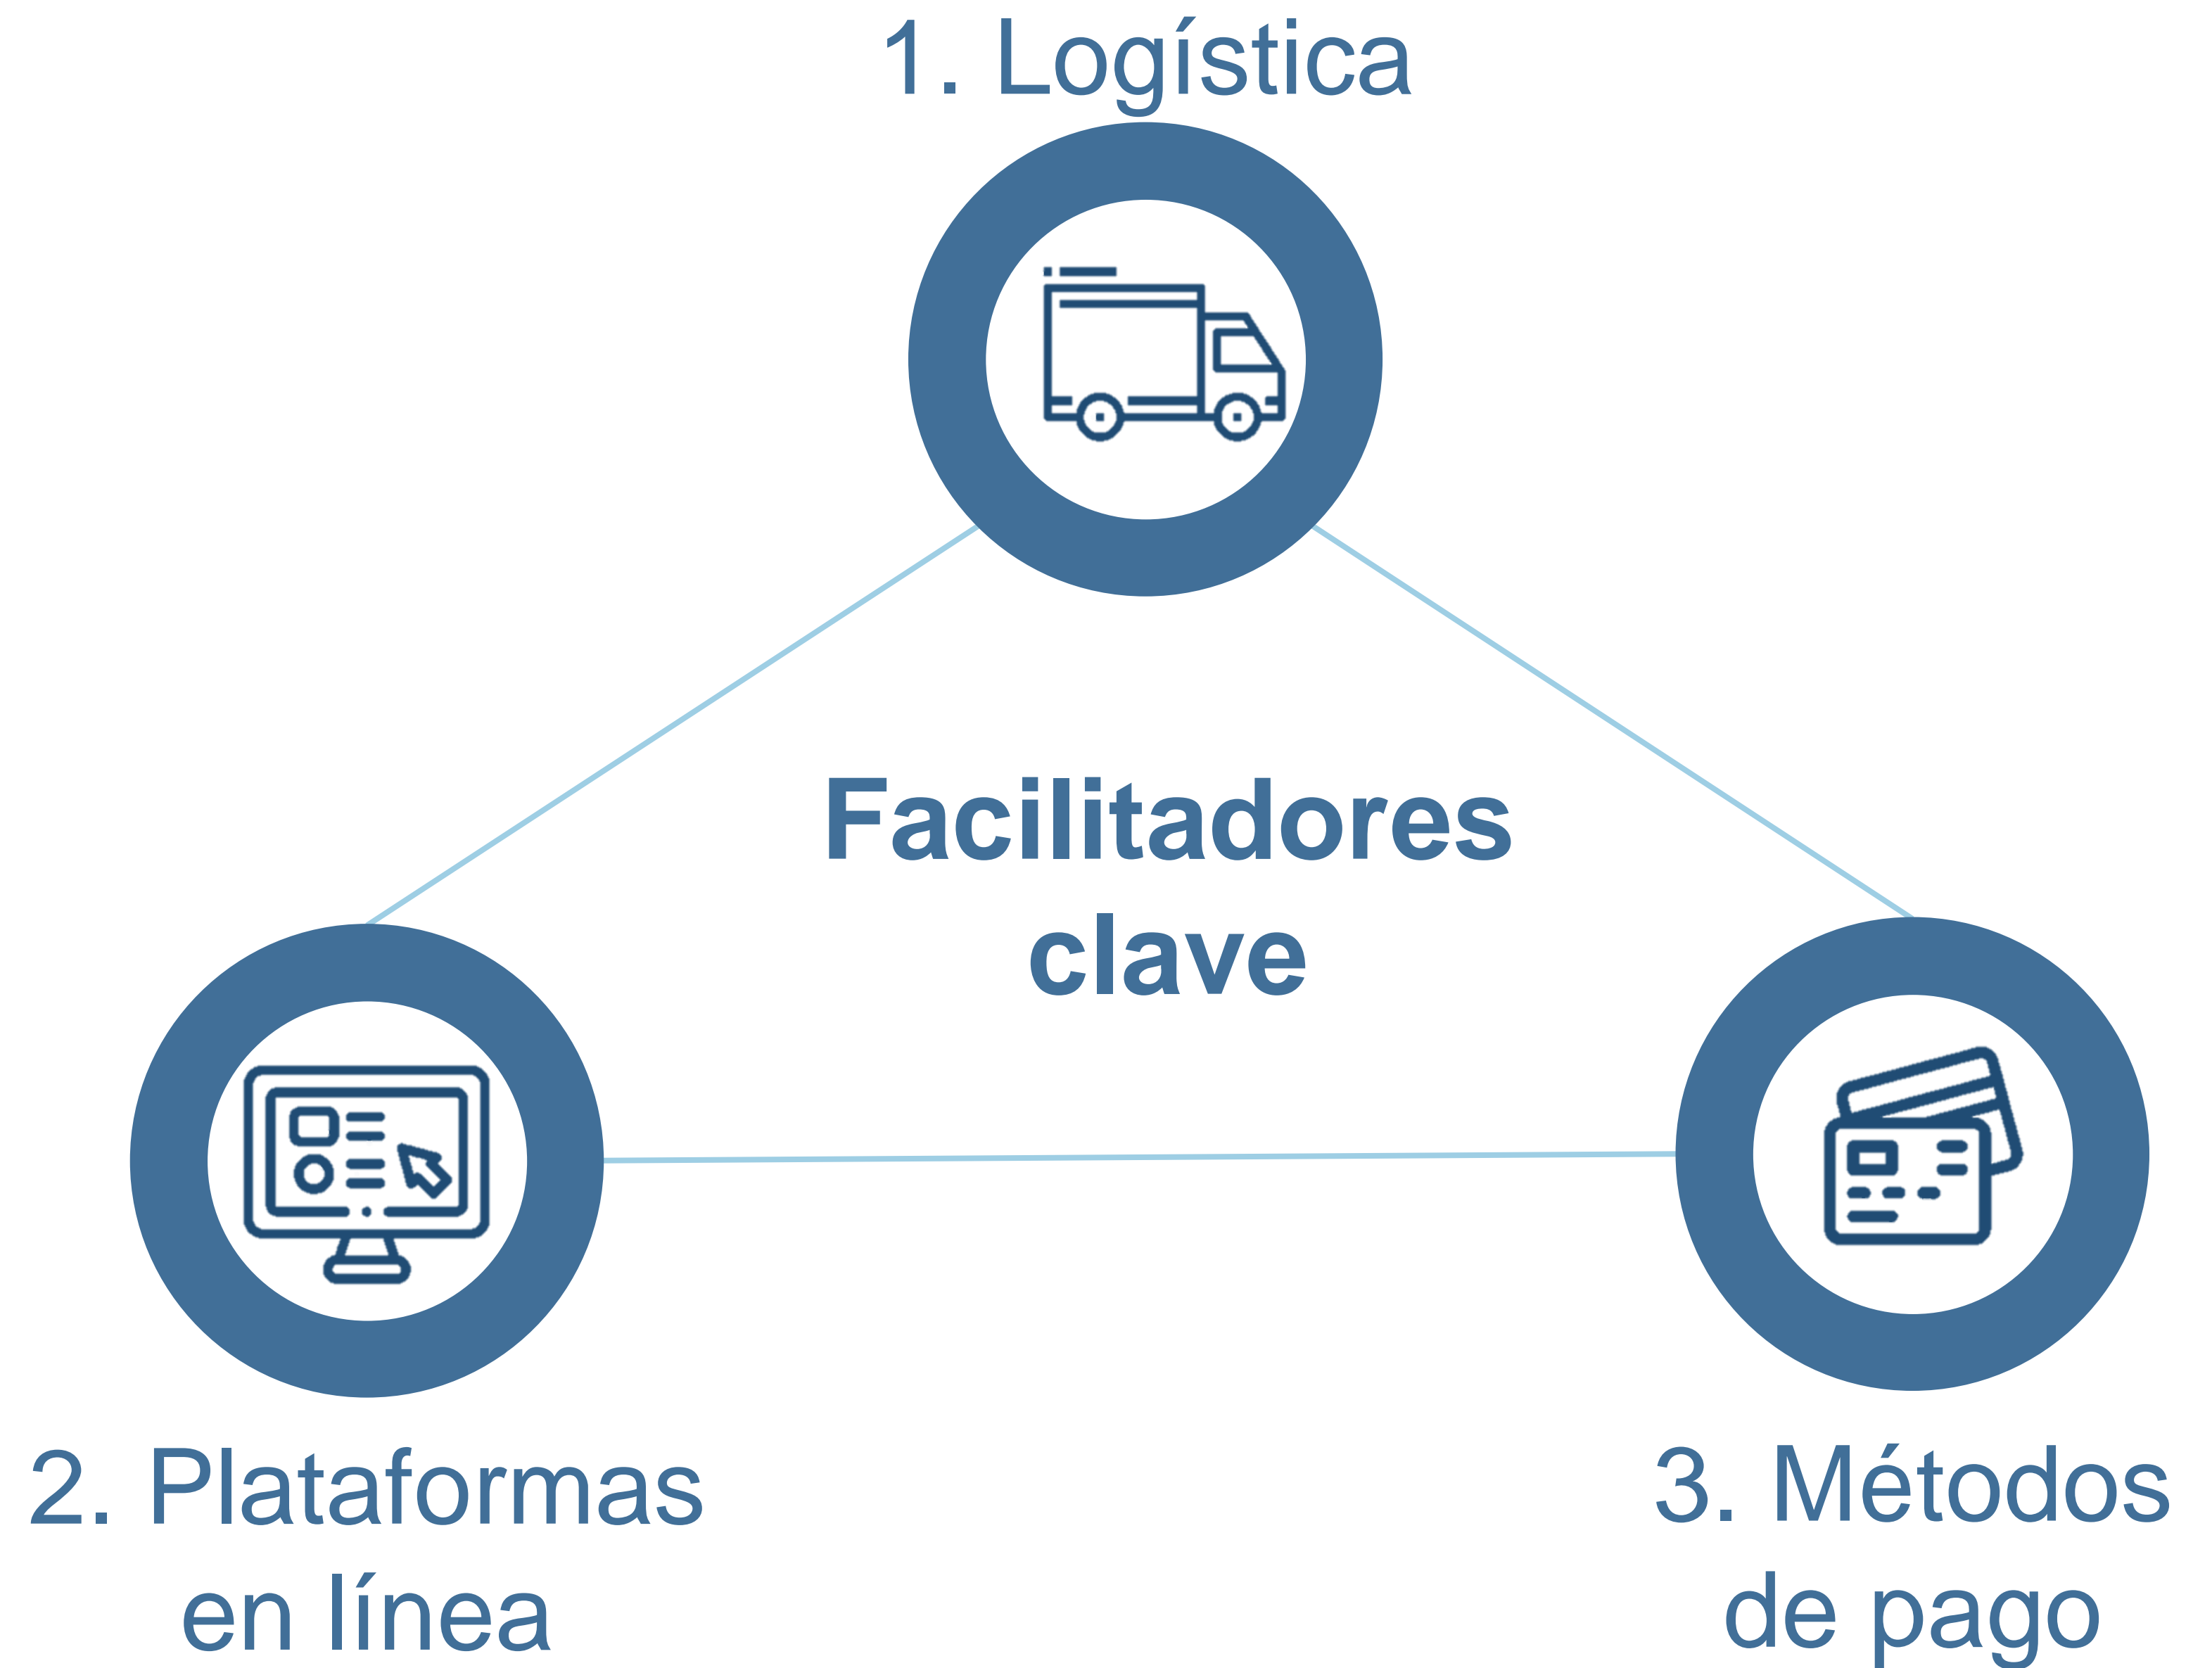 1. Logística
Facilitadores
clave
2. Plataformas
en línea
3. Métodos
de pago